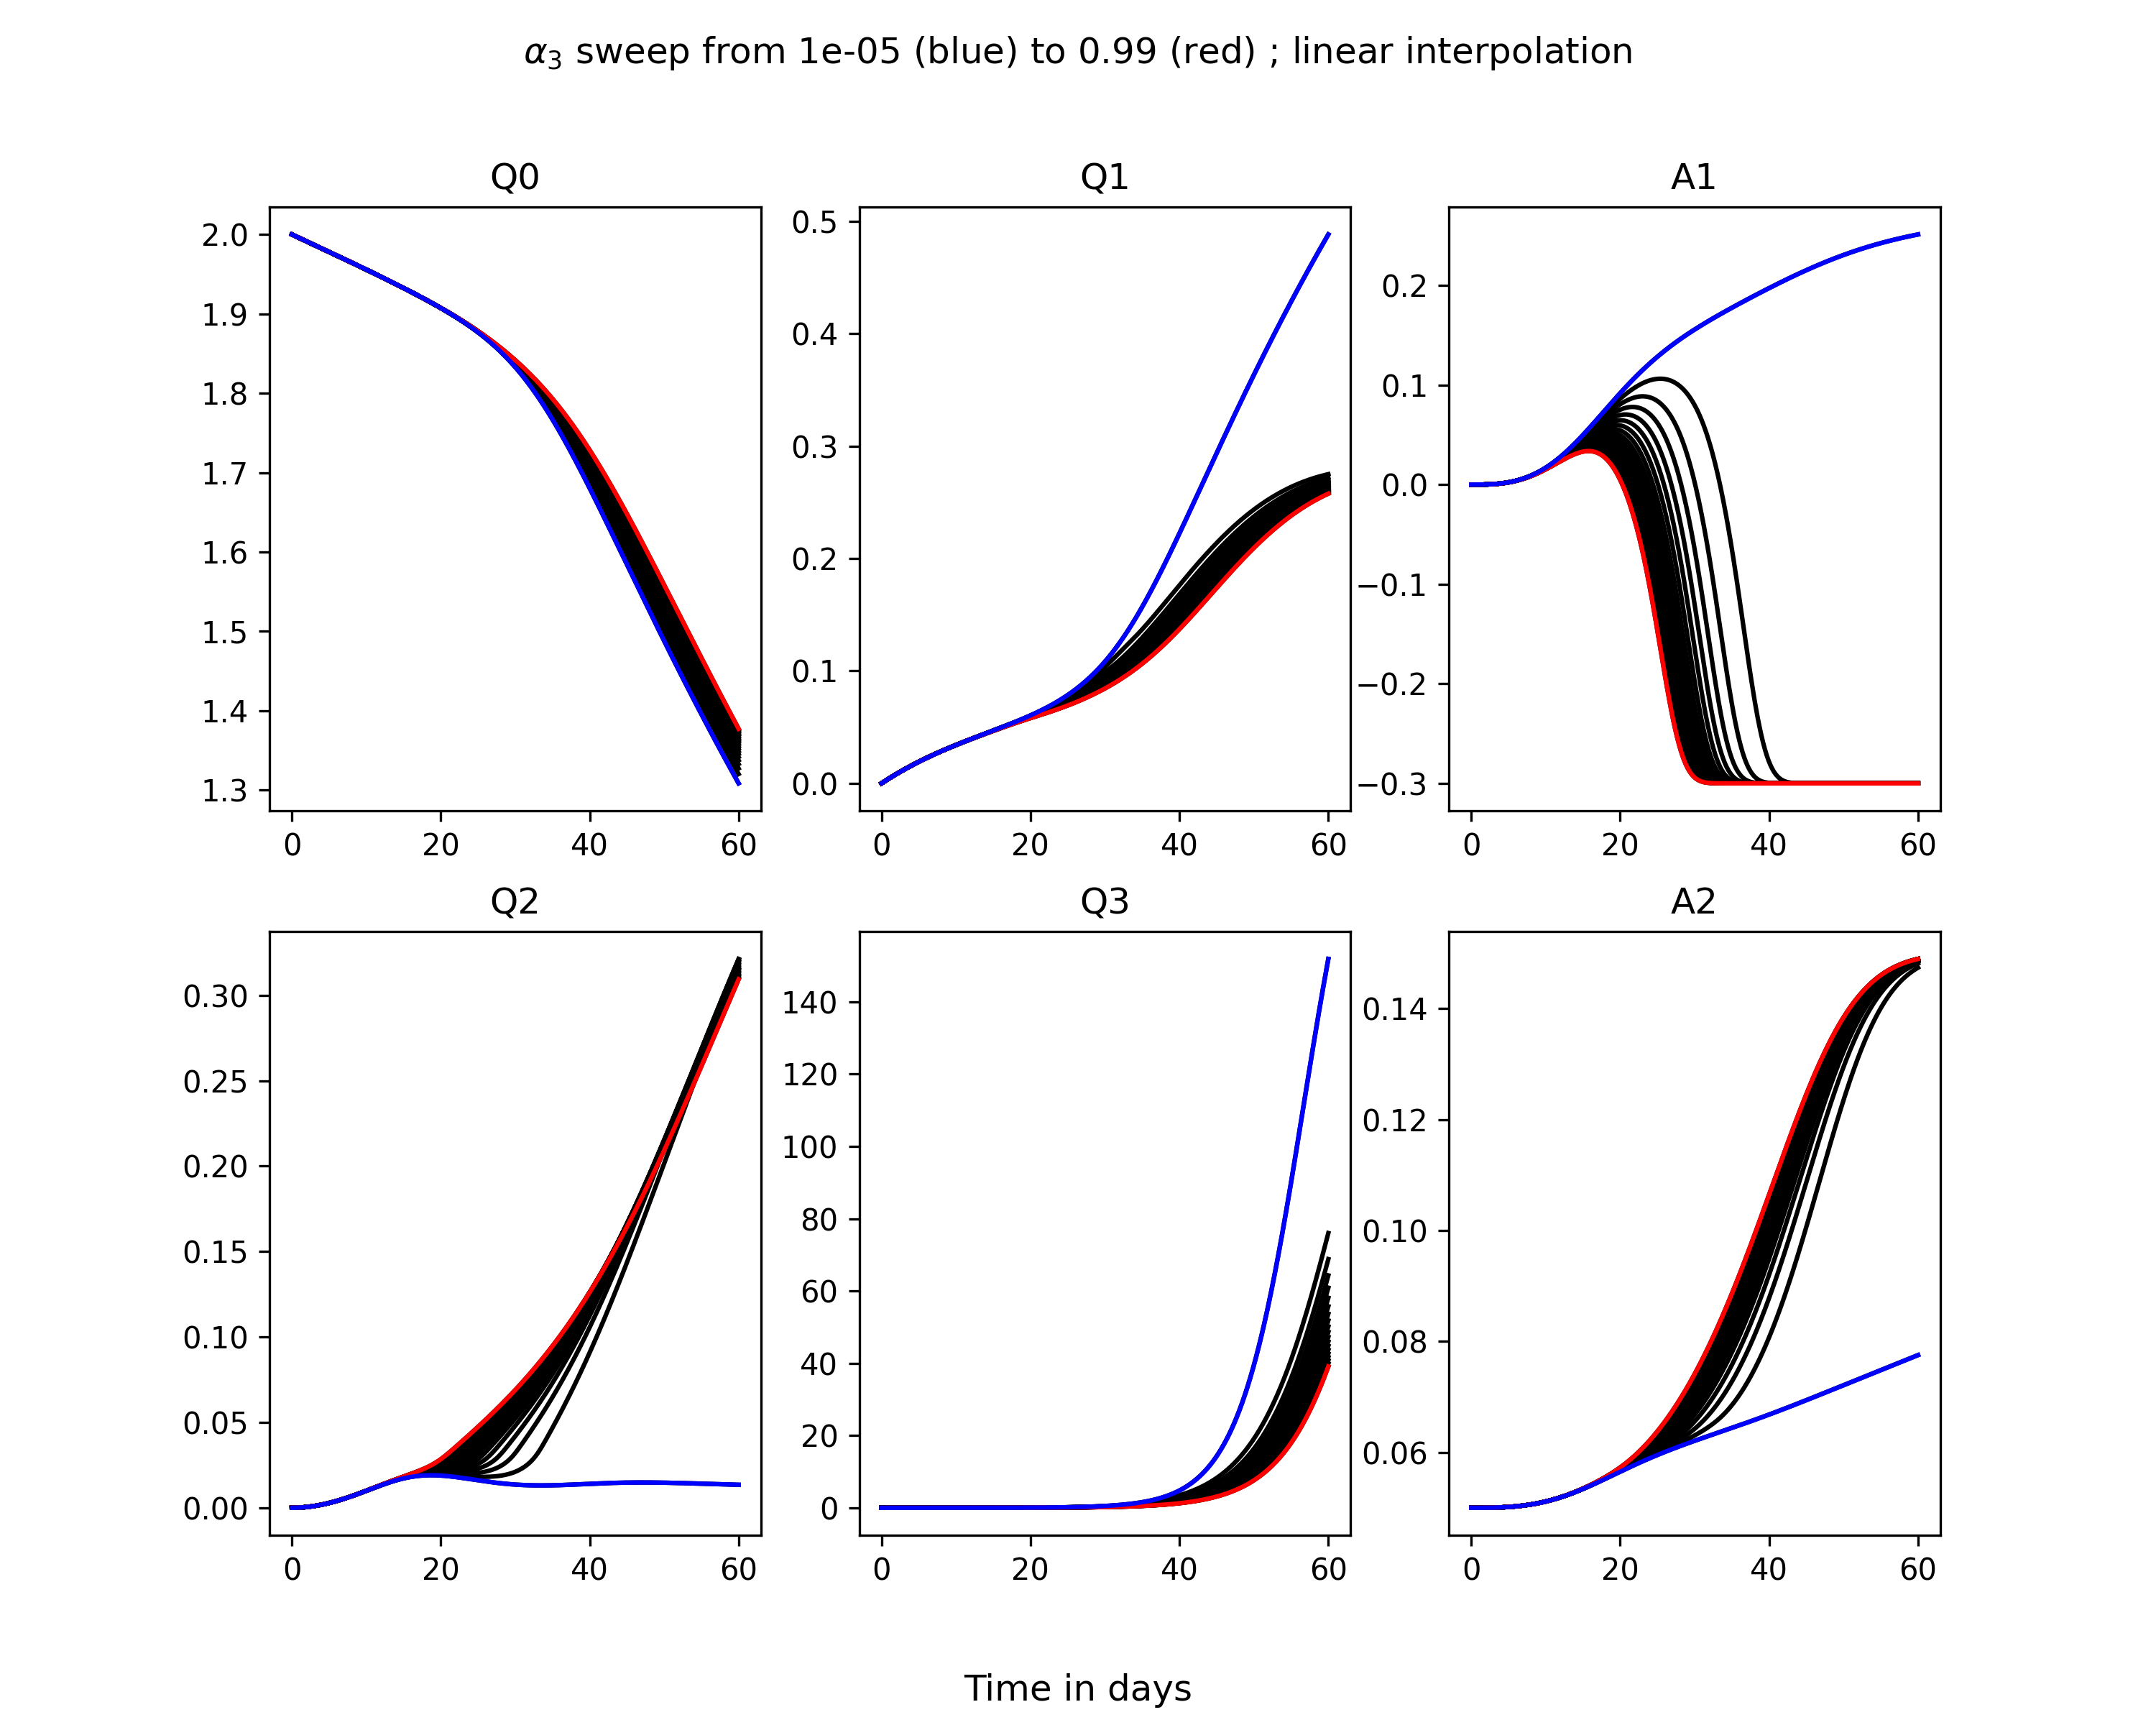 α₃ sweep from 1e-05 (blue) to 0.99 (red) ; linear interpolation
Q0
2.0
1.9
1.8
1.7
1.6
1.5
1.4
1.3
0 20 40 60
Q1
0.5
0.4
0.3
0.2
0.1
0.0
0 20 40 60
A1
0.2
0.1
0.0
−0.1
−0.2
−0.3
0 20 40 60
Q2
0.30
0.25
0.20
0.15
0.10
0.05
0.00
0 20 40 60
Q3
140
120
100
80
60
40
20
0
0 20 40 60
A2
0.14
0.12
0.10
0.08
0.06
0 20 40 60
Time in days